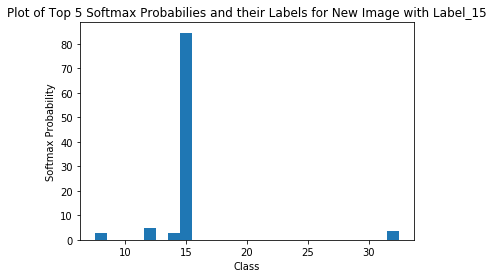 Plot of Top 5 Softmax Probabilies and their Labels for New Image with Label_15
80
70
60
50
40
30
20
10
0
Softmax Probability
10 15 20 25 30
Class